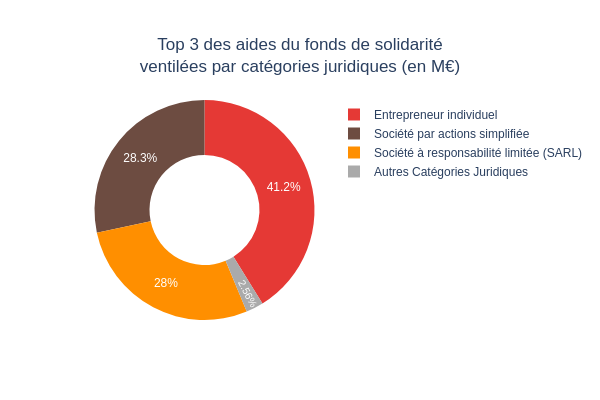 Top 3 des aides du fonds de solidarité
ventilées par catégories juridiques (en M€)
Entrepreneur individuel
Société par actions simplifiée
Société à responsabilité limitée (SARL)
Autres Catégories Juridiques
28.3%
41.2%
28%
2.56%